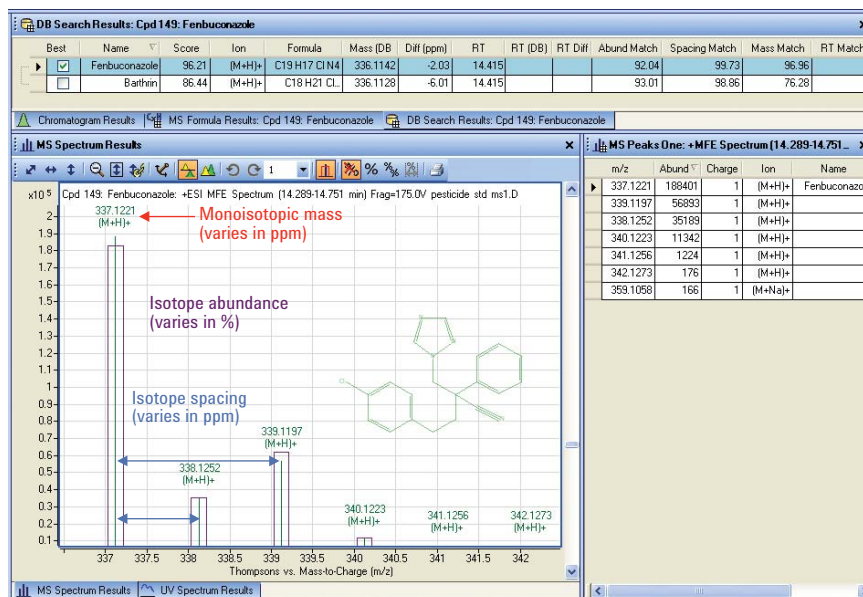 DB Search Results: Cpd 149: Fenbuconazole
Best Name Score Ion Formula Mass (DB Diff (ppm) RT RT (DB) RT Diff Abund Match Spacing Match Mass Match RT Match
Fenbuconazole 96.21 (M+H)+ C19 H17 Cl N4 336.1142 -2.03 14.415 92.04 99.73 96.96
Barthrin 86.44 (M+H)+ C18 H21 Cl... 336.1128 -6.01 14.415 93.01 98.86 76.28
Chromatogram Results MS Formula Results: Cpd 149: Fenbuconazole DB Search Results: Cpd 149: Fenbuconazole
MS Spectrum Results
1 % %
x10 5 Cpd 149: Fenbuconazole: +ESI MFE Spectrum (14.289-14.751 min) Frag=175.0V pesticide std ms1.D
337.1221
(M+H)+
Monoisotopic mass
(varies in ppm)
Isotope abundance
(varies in %)
Isotope spacing
(varies in ppm)
339.1197
(M+H)+
338.1252
(M+H)+
340.1223 341.1256 342.1273
(M+H)+ (M+H)+ (M+H)+
2
1.9
1.8
1.7
1.6
1.5
1.4
1.3
1.2
1.1
1
0.9
0.8
0.7
0.6
0.5
0.4
0.3
0.2
0.1
337 337.5 338 338.5 339 339.5 340 340.5 341 341.5 342
Thompsons vs. Mass-to-Charge (m/z)
MS Spectrum Results UV Spectrum Results
MS Peaks One: +MFE Spectrum (14.289-14.751...
m/z Abund Charge Ion Name
337.1221 188401 1 (M+H)+ Fenbuconazo
339.1197 56893 1 (M+H)+
338.1252 35189 1 (M+H)+
340.1223 11342 1 (M+H)+
341.1256 1224 1 (M+H)+
342.1273 176 1 (M+H)+
359.1058 166 1 (M+Na)+